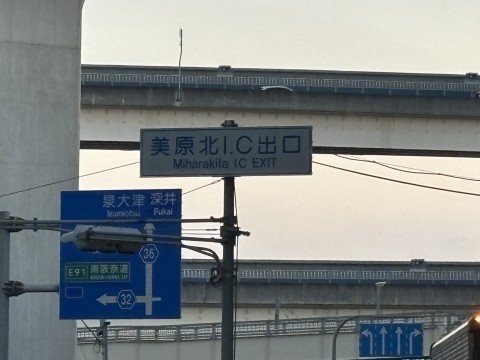 美原北I.C出口
Miharakita I.C EXIT
泉大津 深井
Izumiotsu Fukai
36
E91 南阪奈道
32